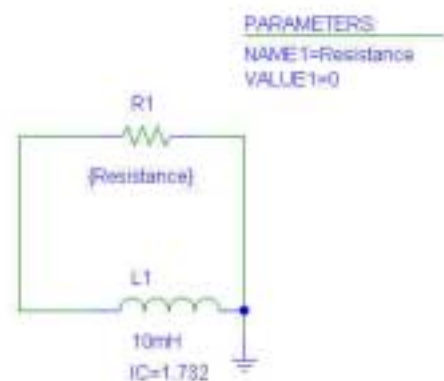 PARAMETERS:
NAME1=Resistance
VALUE1=0
R1
{Resistance}
L1
10mH
IC=1.732